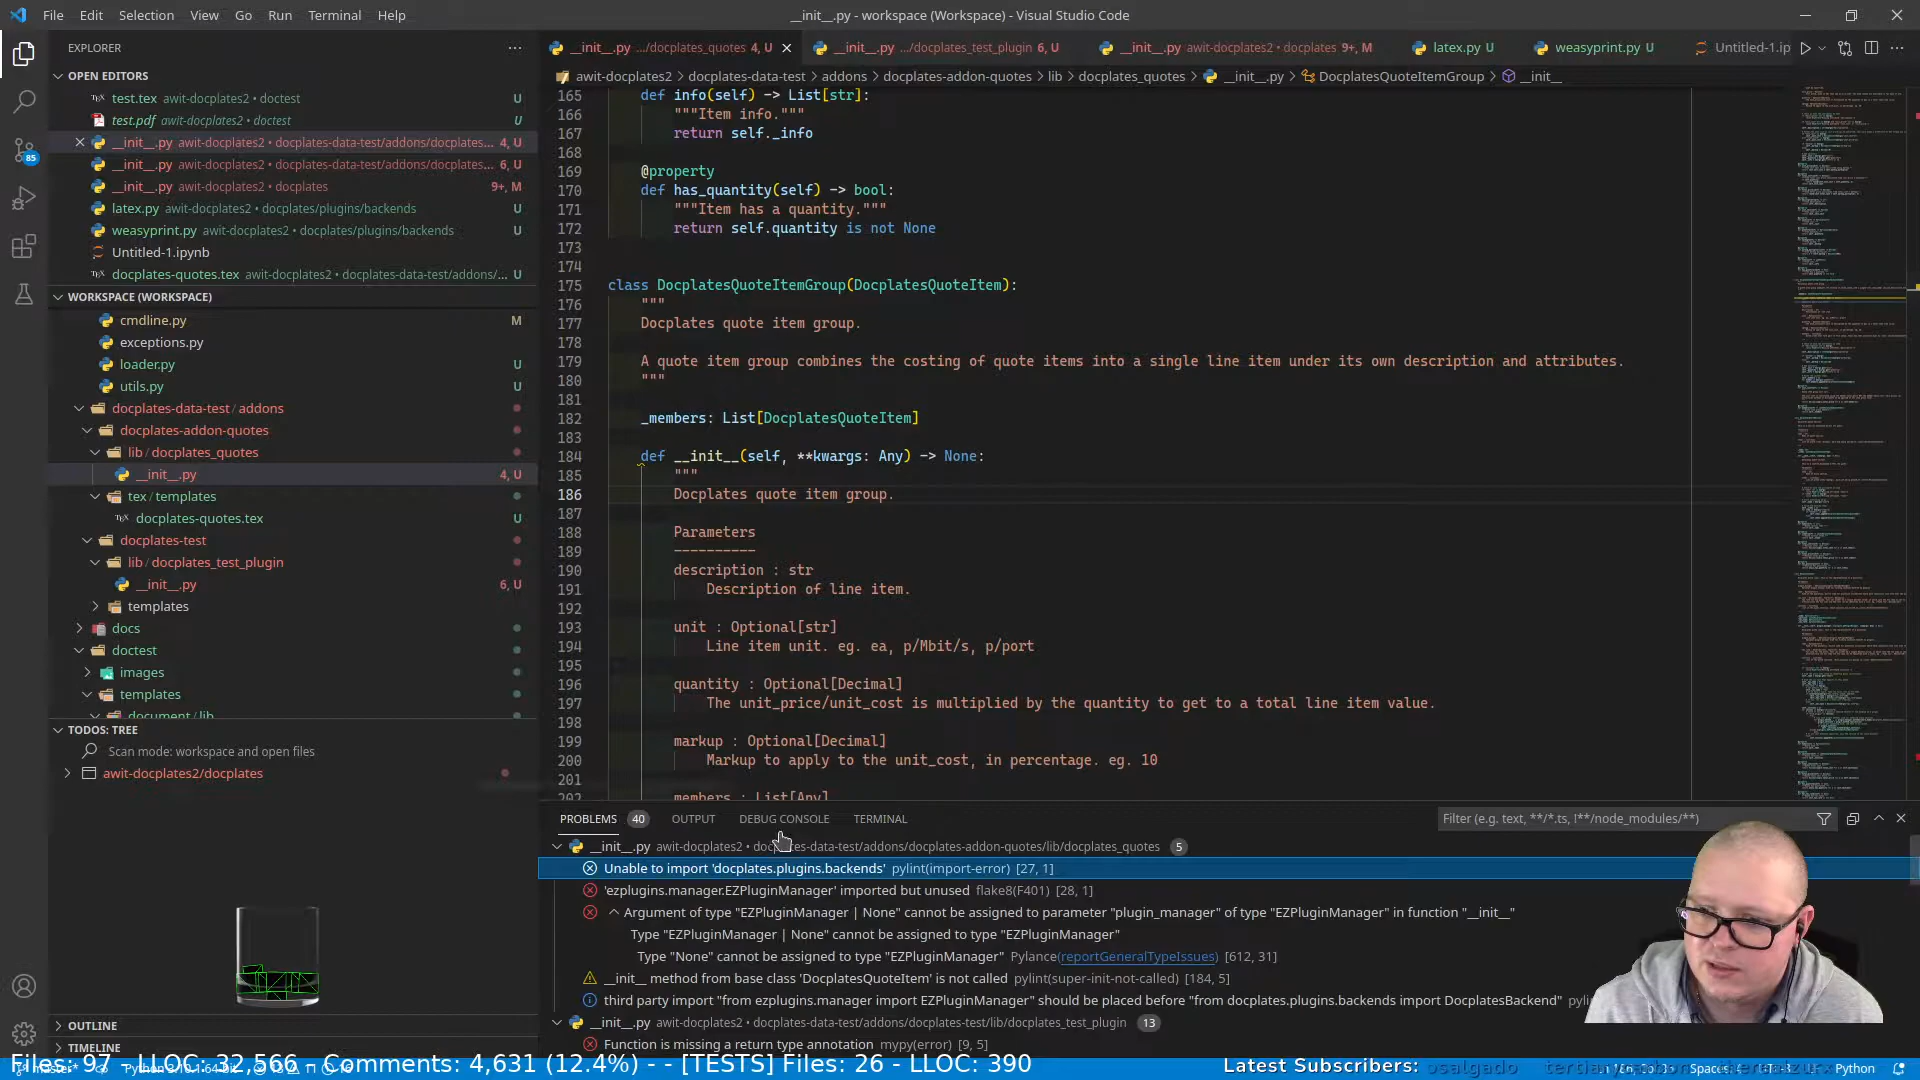 File Edit Selection View Go Run Terminal Help
__init__.py - workspace (Workspace) - Visual Studio Code
EXPLORER
OPEN EDITORS
test.tex awit-docplates2 • doctest U
test.pdf awit-docplates2 • doctest U
__init__.py awit-docplates2 • docplates-data-test/addons/docplates... 4, U
__init__.py awit-docplates2 • docplates-data-test/addons/docplates... 6, U
__init__.py awit-docplates2 • docplates 9+, M
latex.py awit-docplates2 • docplates/plugins/backends U
weasyprint.py awit-docplates2 • docplates/plugins/backends U
Untitled-1.ipynb
docplates-quotes.tex awit-docplates2 • docplates-data-test/addons/... U
WORKSPACE (WORKSPACE)
cmdline.py M
exceptions.py
loader.py U
utils.py U
docplates-data-test / addons
docplates-addon-quotes
lib / docplates_quotes
__init__.py 4, U
tex / templates
docplates-quotes.tex U
docplates-test
lib / docplates_test_plugin
__init__.py 6, U
templates
docs
doctest
images
templates
document / lib
TODOS: TREE
Scan mode: workspace and open files
awit-docplates2/docplates
OUTLINE
TIMELINE
85
__init__.py .../docplates_quotes 4, U
__init__.py .../docplates_test_plugin 6, U
__init__.py awit-docplates2 • docplates 9+, M
latex.py U
weasyprint.py U
Untitled-1.ip
awit-docplates2 > docplates-data-test > addons > docplates-addon-quotes > lib > docplates_quotes > __init__.py > DocplatesQuoteItemGroup > __init__
165 def info(self) -> List[str]:
166 """Item info."""
167 return self._info
168
169 @property
170 def has_quantity(self) -> bool:
171 """Item has a quantity."""
172 return self.quantity is not None
173
174
175 class DocplatesQuoteItemGroup(DocplatesQuoteItem):
176 """
177 Docplates quote item group.
178
179 A quote item group combines the costing of quote items into a single line item under its own description and attributes.
180 """
181
182 _members: List[DocplatesQuoteItem]
183
184 def __init__(self, **kwargs: Any) -> None:
185 """
186 Docplates quote item group.
187
188 Parameters
189 ----------
190 description : str
191 Description of line item.
192
193 unit : Optional[str]
194 Line item unit. eg. ea, p/Mbit/s, p/port
195
196 quantity : Optional[Decimal]
197 The unit_price/unit_cost is multiplied by the quantity to get to a total line item value.
198
199 markup : Optional[Decimal]
200 Markup to apply to the unit_cost, in percentage. eg. 10
201
202 members : List[Any]
PROBLEMS 40 OUTPUT DEBUG CONSOLE TERMINAL
Filter (e.g. text, **/*.ts, !**/node_modules/**)
__init__.py awit-docplates2 • docplates-data-test/addons/docplates-addon-quotes/lib/docplates_quotes 5
Unable to import 'docplates.plugins.backends' pylint(import-error) [27, 1]
'ezplugins.manager.EZPluginManager' imported but unused flake8(F401) [28, 1]
Argument of type "EZPluginManager | None" cannot be assigned to parameter "plugin_manager" of type "EZPluginManager" in function "__init__"
Type "EZPluginManager | None" cannot be assigned to type "EZPluginManager"
Type "None" cannot be assigned to type "EZPluginManager" Pylance(reportGeneralTypeIssues) [612, 31]
__init__ method from base class 'DocplatesQuoteItem' is not called pylint(super-init-not-called) [184, 5]
third party import "from ezplugins.manager import EZPluginManager" should be placed before "from docplates.plugins.backends import DocplatesBackend"
__init__.py awit-docplates2 • docplates-data-test/addons/docplates-test/lib/docplates_test_plugin 13
Function is missing a return type annotation mypy(error) [9, 5]
Files: 97 - LLOC: 32,566 - Comments: 4,631 (12.4%) - - [TESTS] Files: 26 - LLOC: 390
Latest Subscribers:
Python